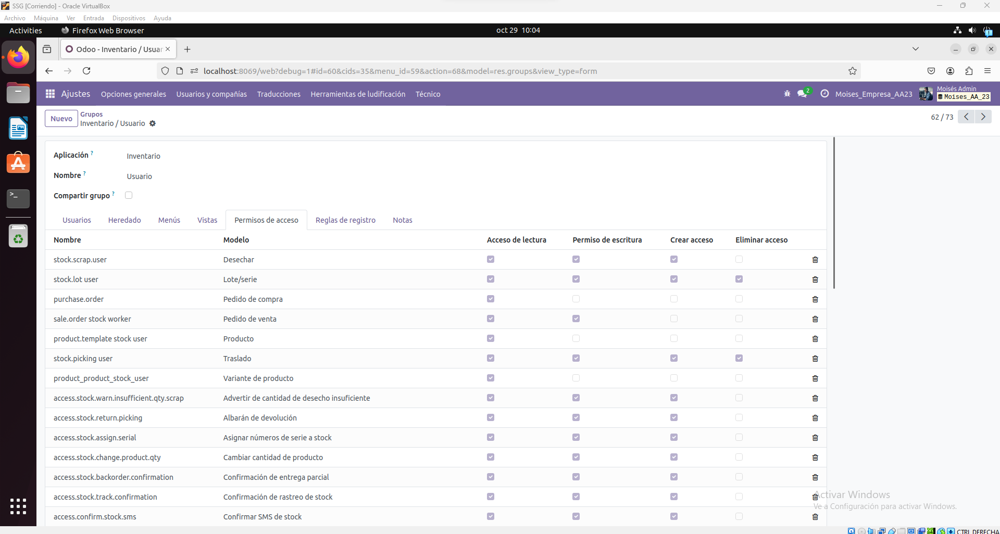 SSG [Corriendo] - Oracle VirtualBox
Archivo Máquina Ver Entrada Dispositivos Ayuda
Activities Firefox Web Browser oct 29 10:04
Odoo - Inventario / Usuar
localhost:8069/web?debug=1#id=60&cids=35&menu_id=59&action=68&model=res.groups&view_type=form
Ajustes Opciones generales Usuarios y compañías Traducciones Herramientas de ludificación Técnico 2 Moises_Empresa_AA23 Moisés Admin
Moises_AA_23
Nuevo Grupos
Inventario / Usuario 62 / 73
Aplicación ? Inventario
Nombre ? Usuario
Compartir grupo ?
Usuarios Heredado Menús Vistas Permisos de acceso Reglas de registro Notas
Nombre Modelo Acceso de lectura Permiso de escritura Crear acceso Eliminar acceso
stock.scrap.user Desechar
stock.lot user Lote/serie
purchase.order Pedido de compra
sale.order stock worker Pedido de venta
product.template stock user Producto
stock.picking user Traslado
product_product_stock_user Variante de producto
access.stock.warn.insufficient.qty.scrap Advertir de cantidad de desecho insuficiente
access.stock.return.picking Albarán de devolución
access.stock.assign.serial Asignar números de serie a stock
access.stock.change.product.qty Cambiar cantidad de producto
access.stock.backorder.confirmation Confirmación de entrega parcial
access.stock.track.confirmation Confirmación de rastreo de stock
access.confirm.stock.sms Confirmar SMS de stock
Activar Windows
Ve a Configuración para activar Windows.
CTRL DERECHA